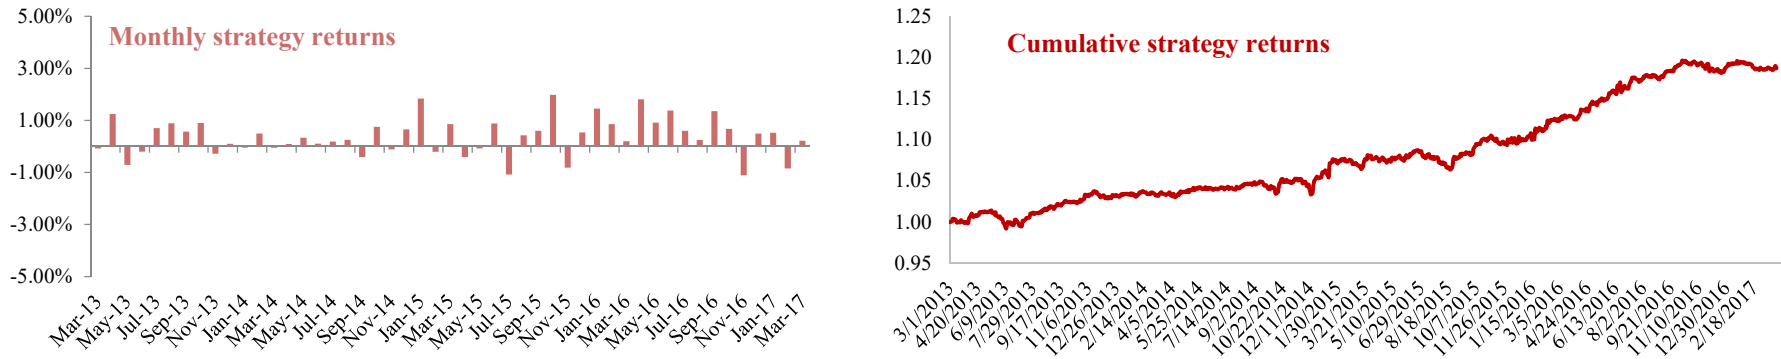 Monthly strategy returns
5.00%
3.00%
1.00%
-1.00%
-3.00%
-5.00%
Mar-13
May-13
Jul-13
Sep-13
Nov-13
Jan-14
Mar-14
May-14
Jul-14
Sep-14
Nov-14
Jan-15
Mar-15
May-15
Jul-15
Sep-15
Nov-15
Jan-16
Mar-16
May-16
Jul-16
Sep-16
Nov-16
Jan-17
Mar-17
Cumulative strategy returns
1.25
1.20
1.15
1.10
1.05
1.00
0.95
3/1/2013
4/20/2013
6/9/2013
7/29/2013
9/17/2013
11/6/2013
12/26/2013
2/14/2014
4/5/2014
5/25/2014
7/14/2014
9/2/2014
10/22/2014
12/11/2014
1/30/2015
3/21/2015
5/10/2015
6/29/2015
8/18/2015
10/7/2015
11/26/2015
1/15/2016
3/5/2016
4/24/2016
6/13/2016
8/2/2016
9/21/2016
11/10/2016
12/30/2016
2/18/2017